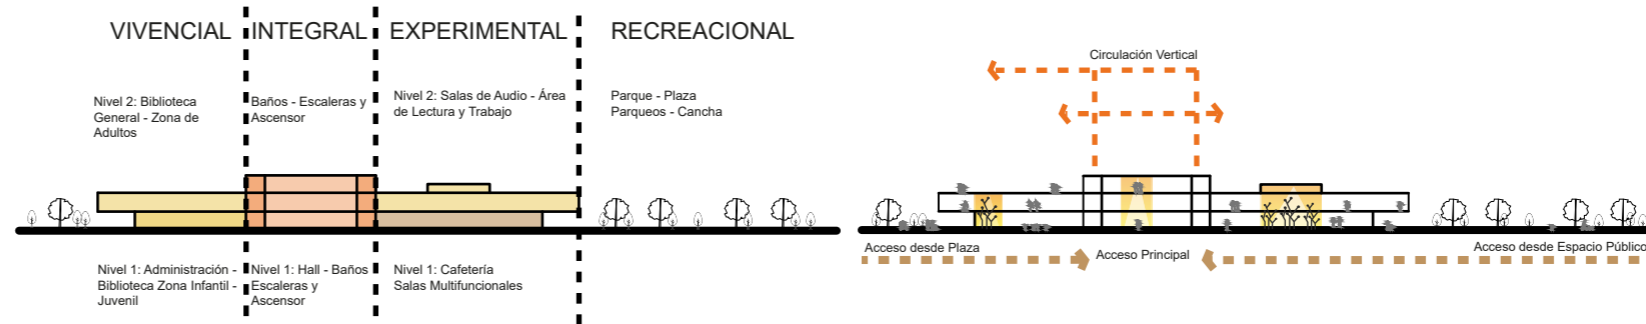 VIVENCIAL
INTEGRAL
EXPERIMENTAL
RECREACIONAL
Nivel 2: Biblioteca
General - Zona de
Adultos
Baños - Escaleras y
Ascensor
Nivel 2: Salas de Audio - Área
de Lectura y Trabajo
Parque - Plaza
Parqueos - Cancha
Nivel 1: Administración -
Biblioteca Zona Infantil -
Juvenil
Nivel 1: Hall - Baños
Escaleras y
Ascensor
Nivel 1: Cafetería
Salas Multifuncionales
Circulación Vertical
Acceso desde Plaza
Acceso Principal
Acceso desde Espacio Público